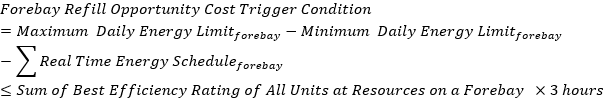 Forebay Refill Opportunity Cost Trigger Condition
= Maximum Daily Energy Limit_forebay − Minimum Daily Energy Limit_forebay
− ∑ Real Time Energy Schedule_forebay
≤ Sum of Best Efficiency Rating of All Units at Resources on a Forebay × 3 hours